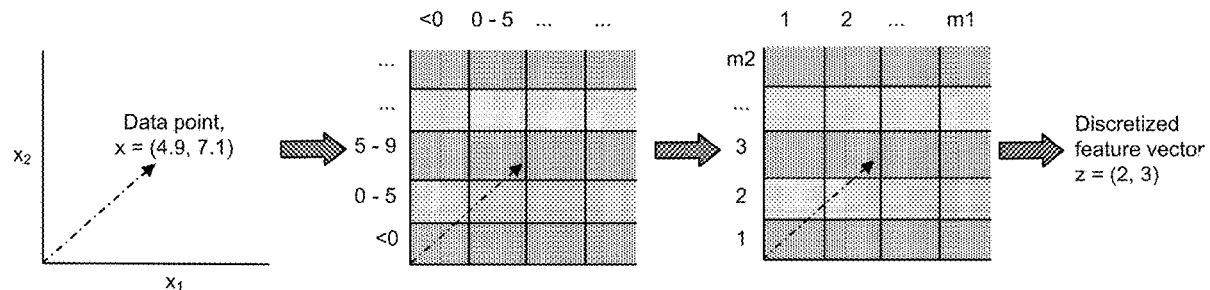 x₂
Data point,
x = (4.9, 7.1)
x₁
<0 0 - 5 ... ...
...
...
5 - 9
0 - 5
<0
1 2 ... m1
m2
...
3
2
1
Discretized
feature vector
z = (2, 3)